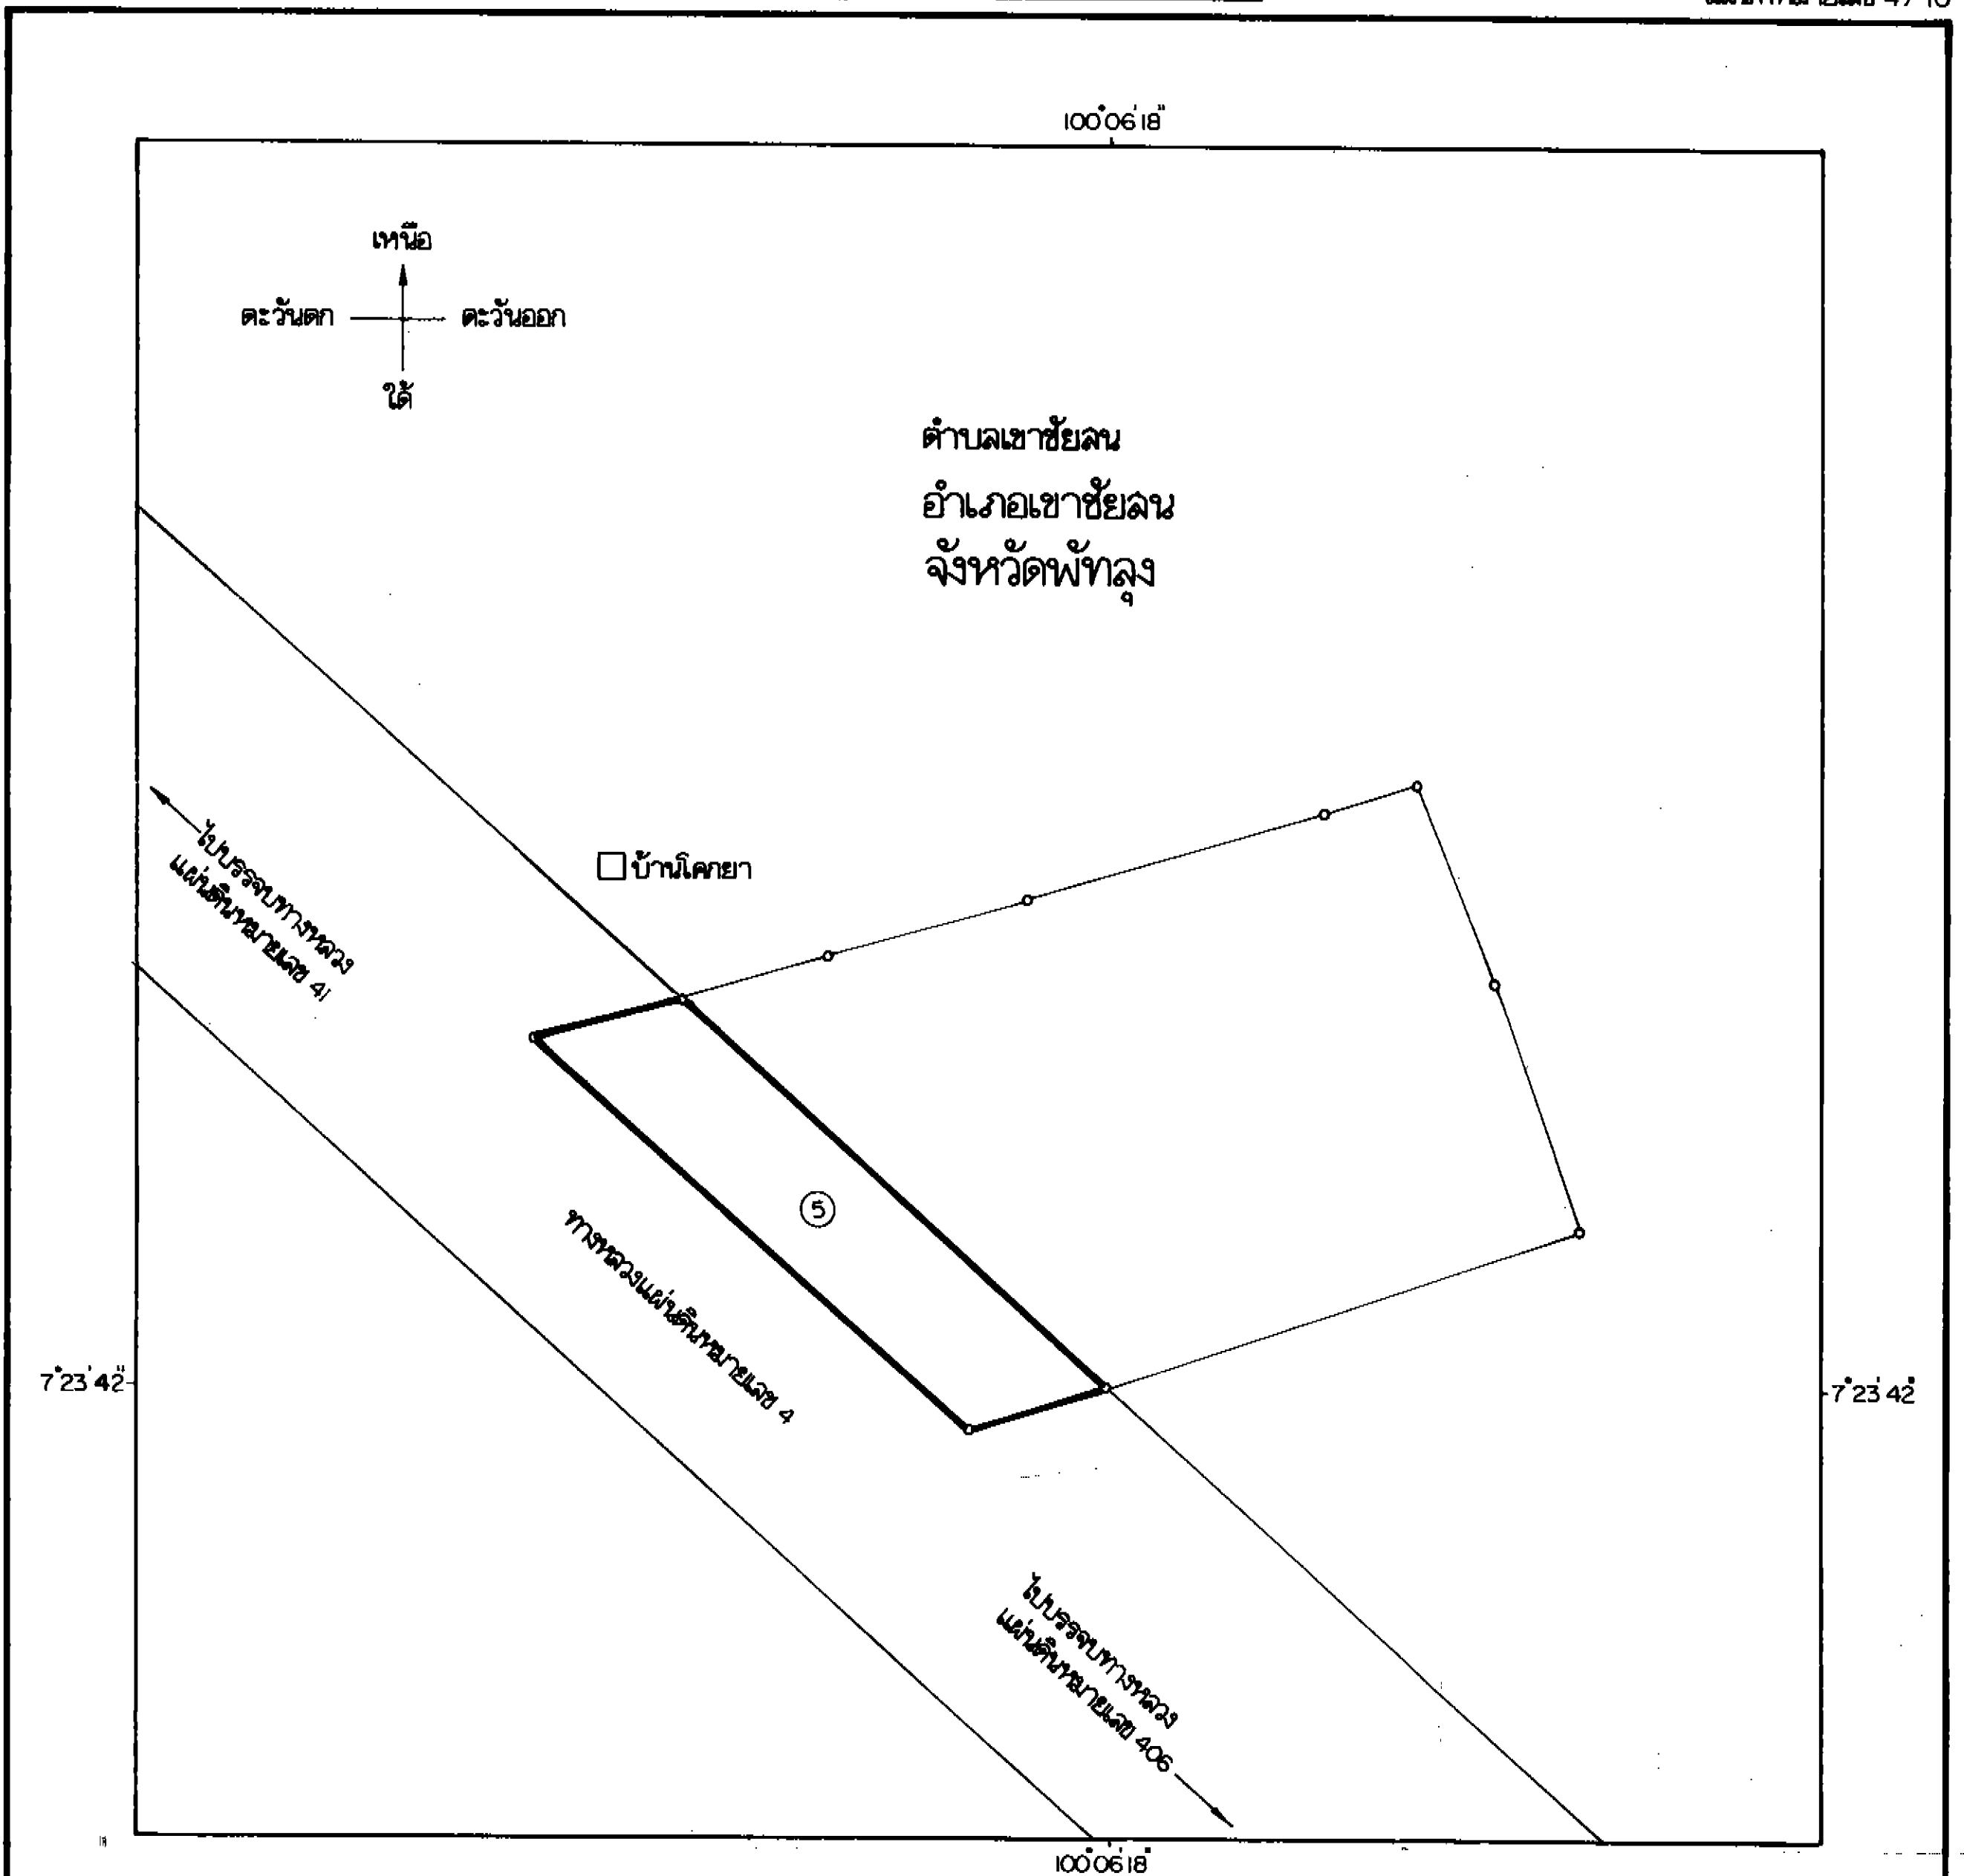 100°06'18"
เหนือ
ตะวันตก
ตะวันออก
ใต้
ตำบลเขาชัยสน
อำเภอเขาชัยสน
จังหวัดพัทลุง
บ้านโคกยา
ไปบรรจบทางหลวง
แผ่นดินหมายเลข 41
5
ทางหลวงแผ่นดินหมายเลข 4
7°23'42"
7°23'42"
ไปบรรจบทางหลวง
แผ่นดินหมายเลข 406
100°06'18"